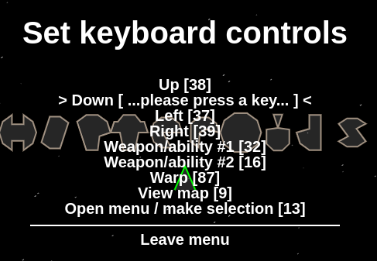 Set keyboard controls
Up [38]
> Down [ ...please press a key... ] <
Left [37]
Right [39]
Weapon/ability #1 [32]
Weapon/ability #2 [16]
Warp [87]
View map [9]
Open menu / make selection [13]
Leave menu